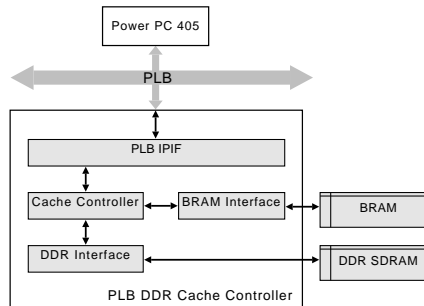 Power PC 405
PLB
PLB IPIF
Cache Controller
BRAM Interface
BRAM
DDR Interface
DDR SDRAM
PLB DDR Cache Controller